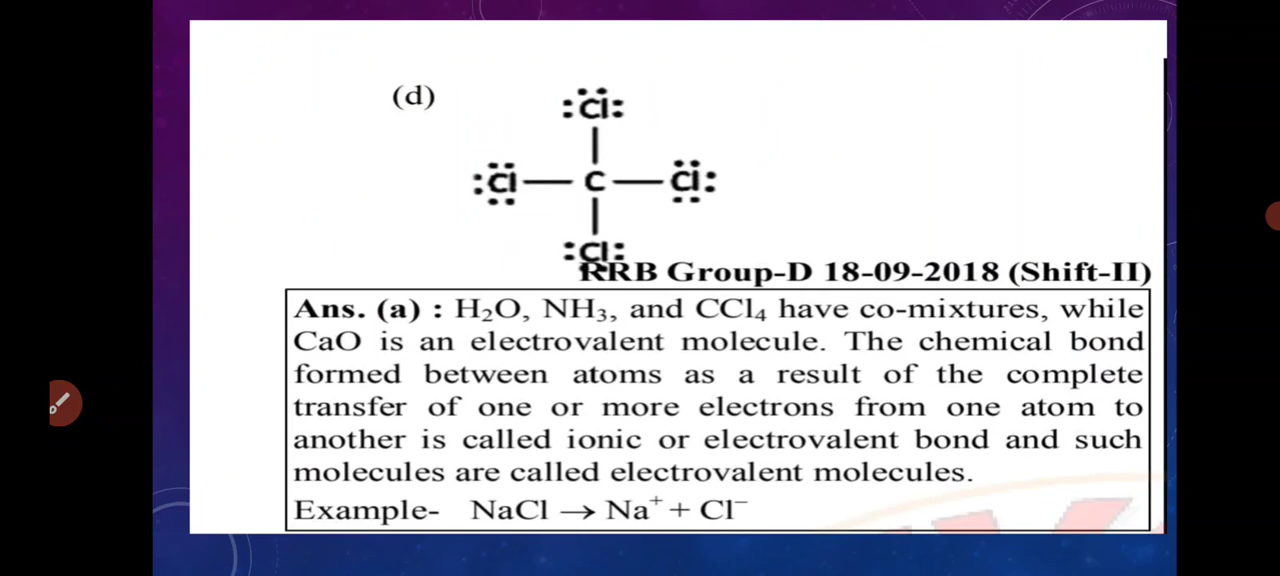 (d)
:C̈l:
|
:C̈l — C — C̈l:
|
:Cl:
RRB Group-D 18-09-2018 (Shift-II)
Ans. (a) : H₂O, NH₃, and CCl₄ have co-mixtures, while
CaO is an electrovalent molecule. The chemical bond
formed between atoms as a result of the complete
transfer of one or more electrons from one atom to
another is called ionic or electrovalent bond and such
molecules are called electrovalent molecules.
Example- NaCl → Na⁺ + Cl⁻